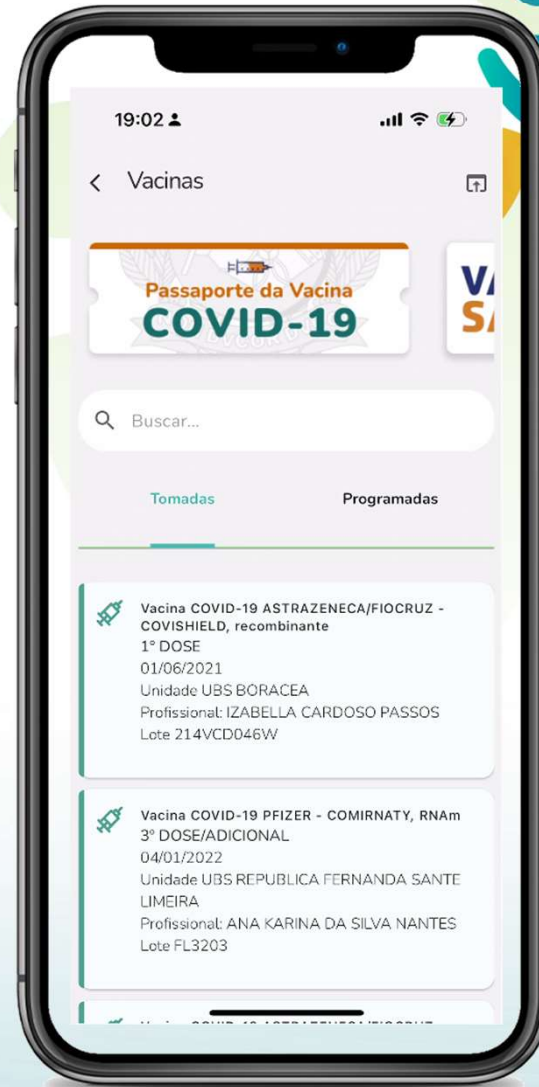 19:02
Vacinas
Passaporte da Vacina
COVID-19
Buscar...
Tomadas Programadas
Vacina COVID-19 ASTRAZENECA/FIOCRUZ -
COVISHIELD, recombinante
1° DOSE
01/06/2021
Unidade UBS BORACEA
Profissional: IZABELLA CARDOSO PASSOS
Lote 214VCD046W
Vacina COVID-19 PFIZER - COMIRNATY, RNAm
3° DOSE/ADICIONAL
04/01/2022
Unidade UBS REPUBLICA FERNANDA SANTE
LIMEIRA
Profissional: ANA KARINA DA SILVA NANTES
Lote FL3203